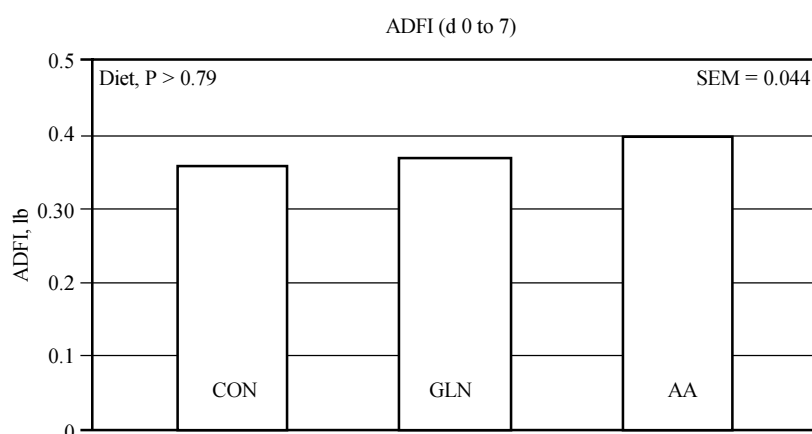 ADFI (d 0 to 7)
0.5
Diet, P > 0.79
SEM = 0.044
0.4
0.30
0.2
0.1
0
ADFI, lb
CON
GLN
AA